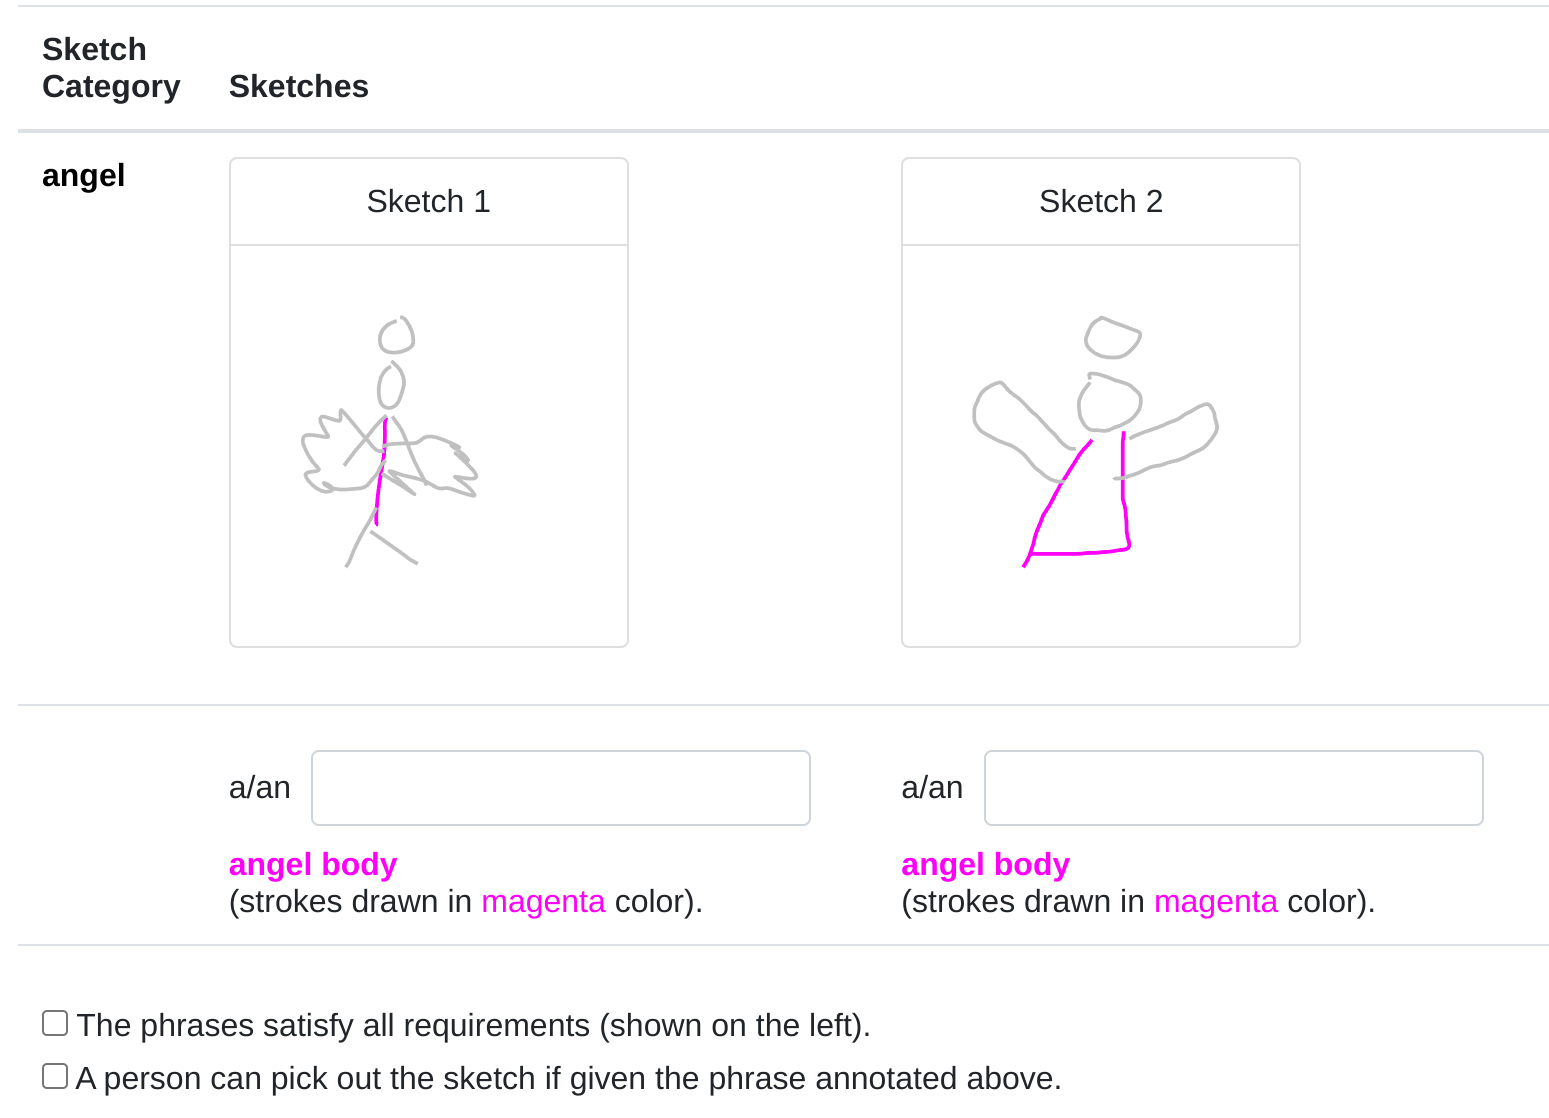 Sketch
Category
Sketches
angel
Sketch 1
Sketch 2
a/an
a/an
angel body
(strokes drawn in magenta color).
angel body
(strokes drawn in magenta color).
The phrases satisfy all requirements (shown on the left).
A person can pick out the sketch if given the phrase annotated above.